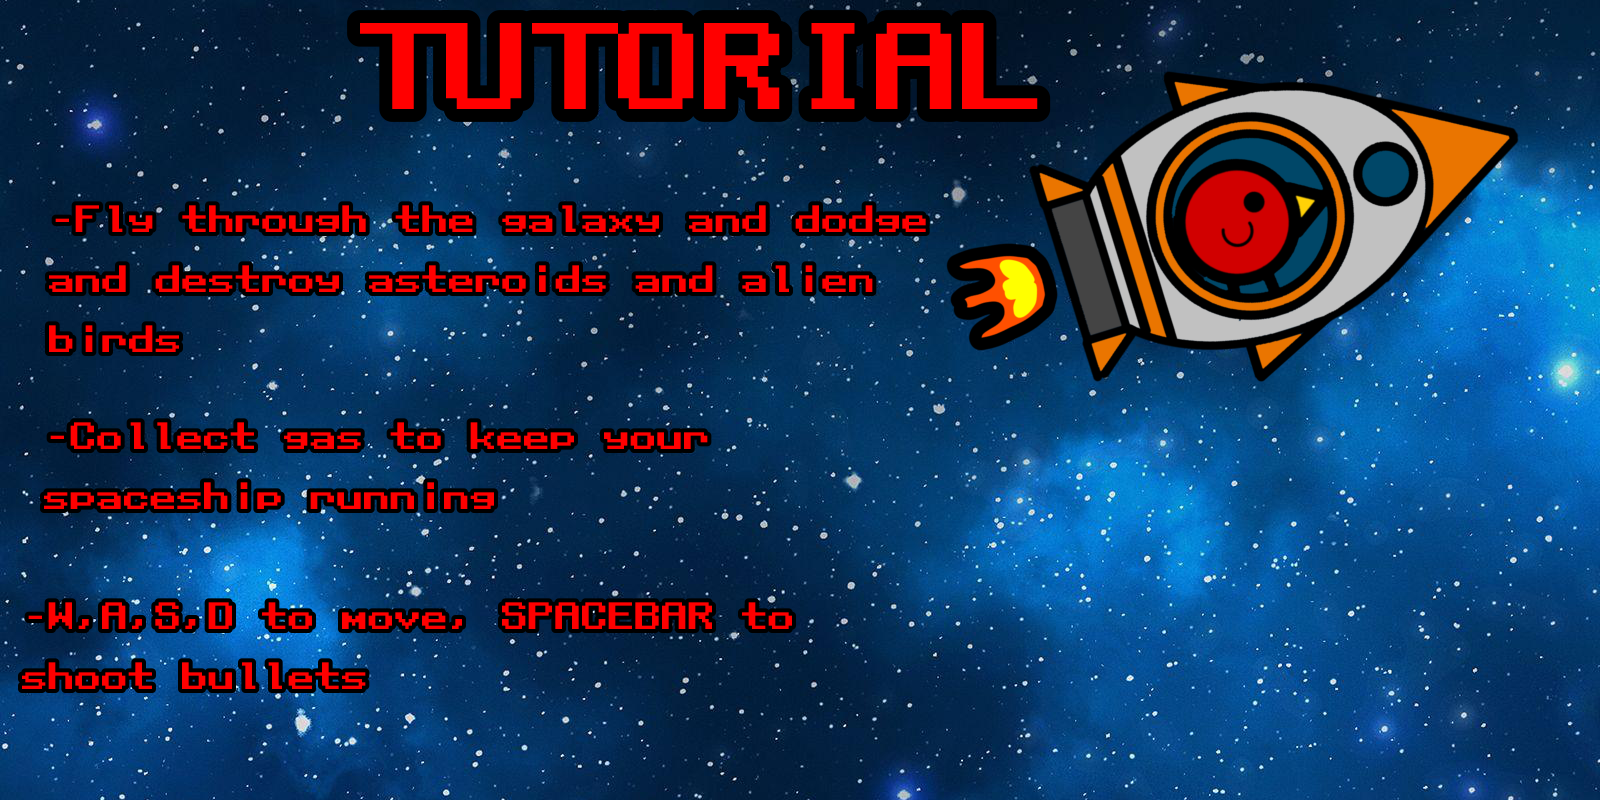 TUTORIAL
-Fly through the galaxy and dodge
and destroy asteroids and alien
birds
-Collect gas to keep your
spaceship running
-W,A,S,D to move, SPACEBAR to
shoot bullets